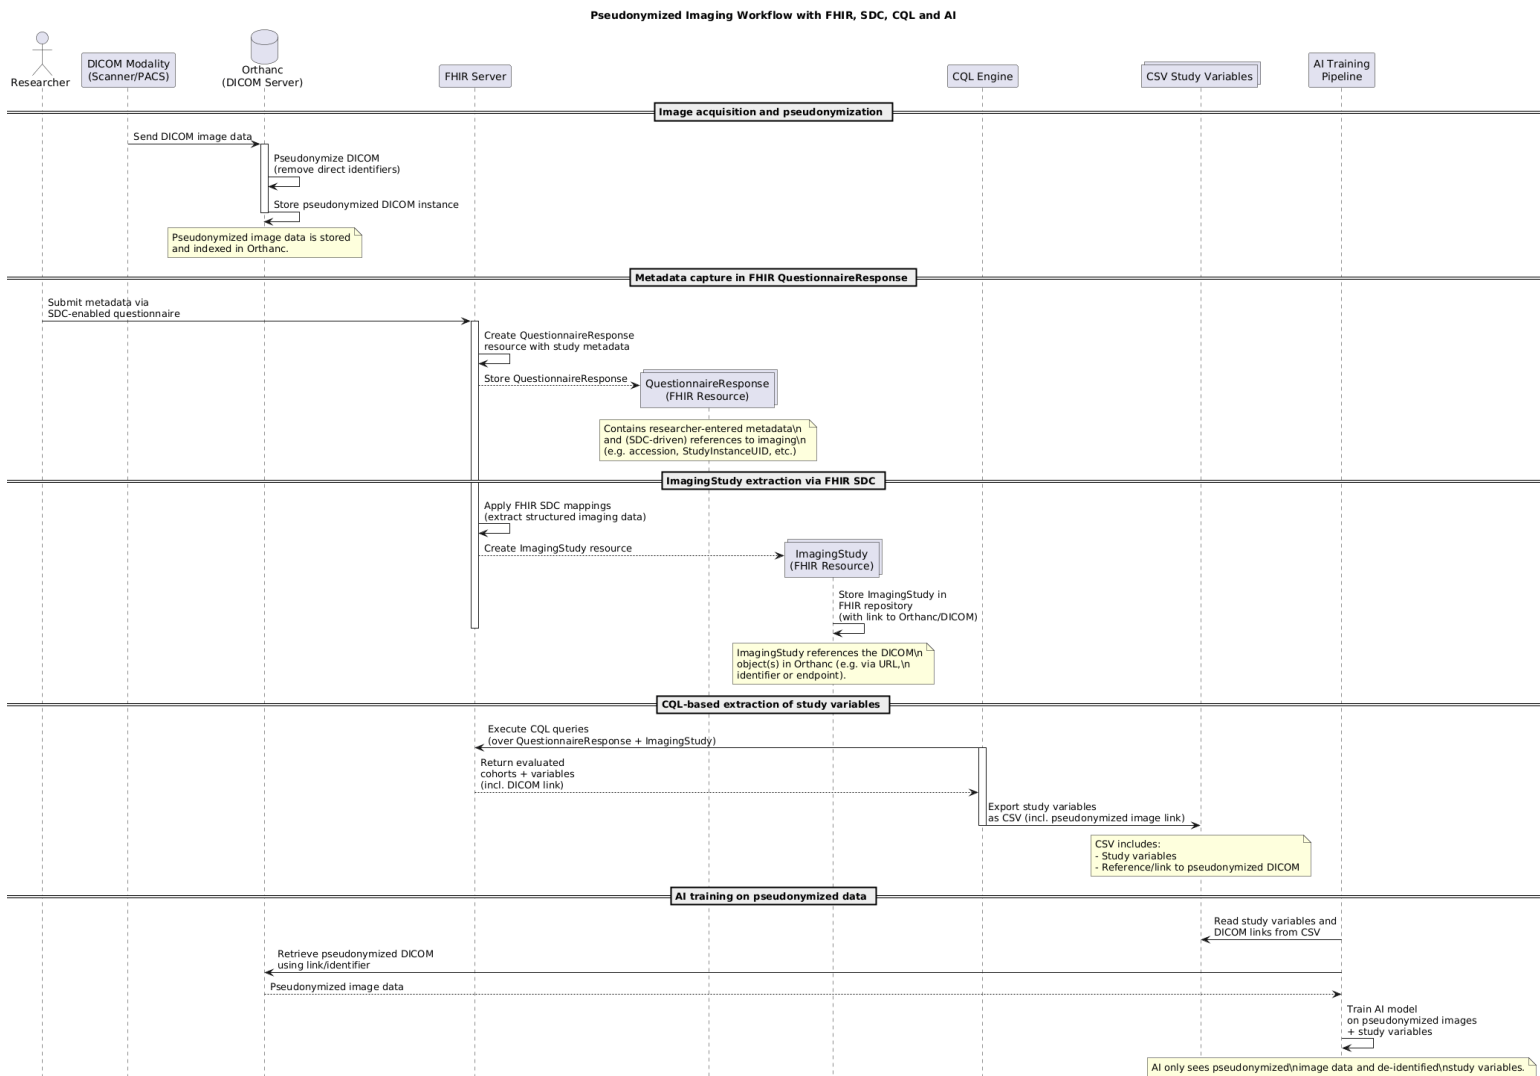 Pseudonymized Imaging Workflow with FHIR, SDC, CQL and AI
Researcher
DICOM Modality
(Scanner/PACS)
Orthanc
(DICOM Server)
FHIR Server
CQL Engine
CSV Study Variables
AI Training
Pipeline
Image acquisition and pseudonymization
Send DICOM image data
Pseudonymize DICOM
(remove direct identifiers)
Store pseudonymized DICOM instance
Pseudonymized image data is stored
and indexed in Orthanc.
Metadata capture in FHIR QuestionnaireResponse
Submit metadata via
SDC-enabled questionnaire
Create QuestionnaireResponse
resource with study metadata
Store QuestionnaireResponse
QuestionnaireResponse
(FHIR Resource)
Contains researcher-entered metadata\n
and (SDC-driven) references to imaging\n
(e.g. accession, StudyInstanceUID, etc.)
ImagingStudy extraction via FHIR SDC
Apply FHIR SDC mappings
(extract structured imaging data)
Create ImagingStudy resource
ImagingStudy
(FHIR Resource)
Store ImagingStudy in
FHIR repository
(with link to Orthanc/DICOM)
ImagingStudy references the DICOM\n
object(s) in Orthanc (e.g. via URL,\n
identifier or endpoint).
CQL-based extraction of study variables
Execute CQL queries
(over QuestionnaireResponse + ImagingStudy)
Return evaluated
cohorts + variables
(incl. DICOM link)
Export study variables
as CSV (incl. pseudonymized image link)
CSV includes:
- Study variables
- Reference/link to pseudonymized DICOM
AI training on pseudonymized data
Read study variables and
DICOM links from CSV
Retrieve pseudonymized DICOM
using link/identifier
Pseudonymized image data
Train AI model
on pseudonymized images
+ study variables
AI only sees pseudonymized\nimage data and de-identified\nstudy variables.